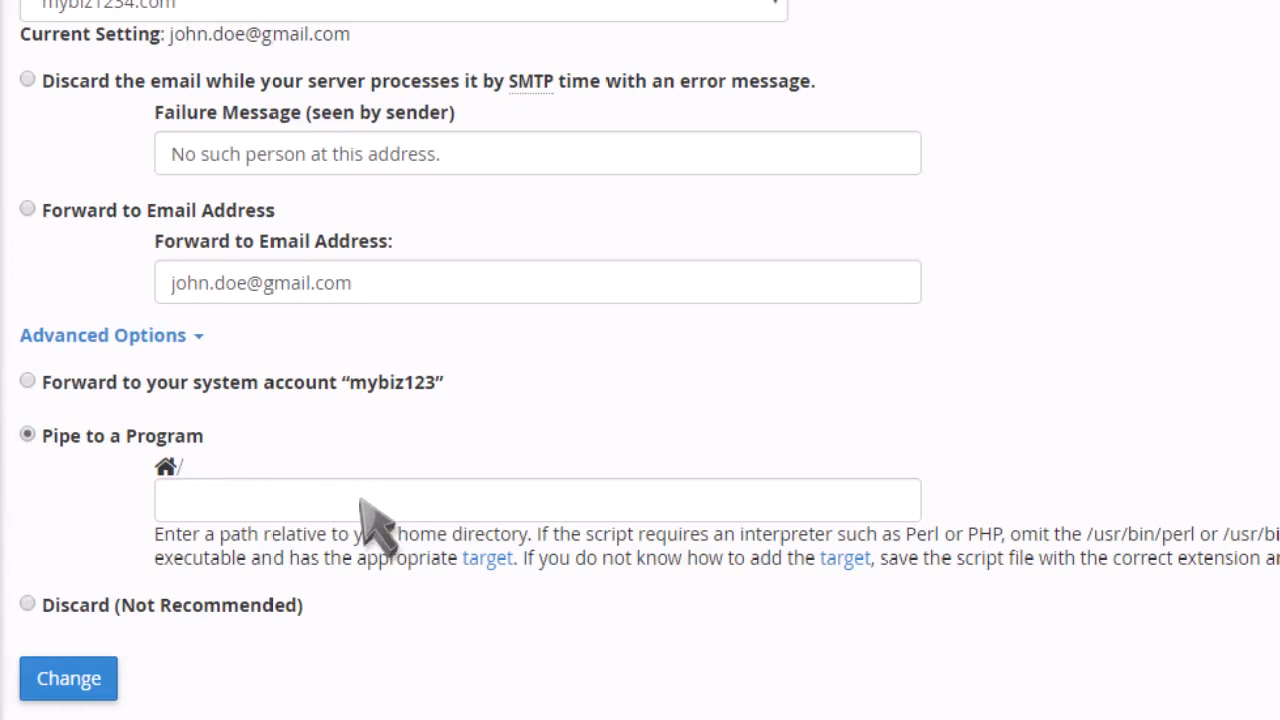 mybiz1234.com
Current Setting: john.doe@gmail.com
Discard the email while your server processes it by SMTP time with an error message.
Failure Message (seen by sender)
No such person at this address.
Forward to Email Address
Forward to Email Address:
john.doe@gmail.com
Advanced Options
Forward to your system account “mybiz123”
Pipe to a Program
/
Enter a path relative to home directory. If the script requires an interpreter such as Perl or PHP, omit the /usr/bin/perl or /usr/bi
executable and has the appropriate target. If you do not know how to add the target, save the script file with the correct extension
Discard (Not Recommended)
Change